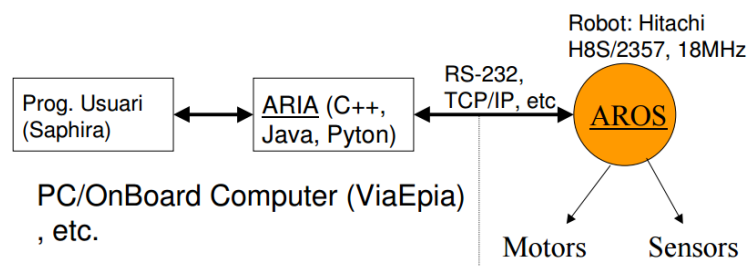 Robot: Hitachi
H8S/2357, 18MHz
RS-232,
TCP/IP, etc
Prog. Usuari
(Saphira)
ARIA (C++,
Java, Pyton)
AROS
PC/OnBoard Computer (ViaEpia)
, etc.
Motors
Sensors